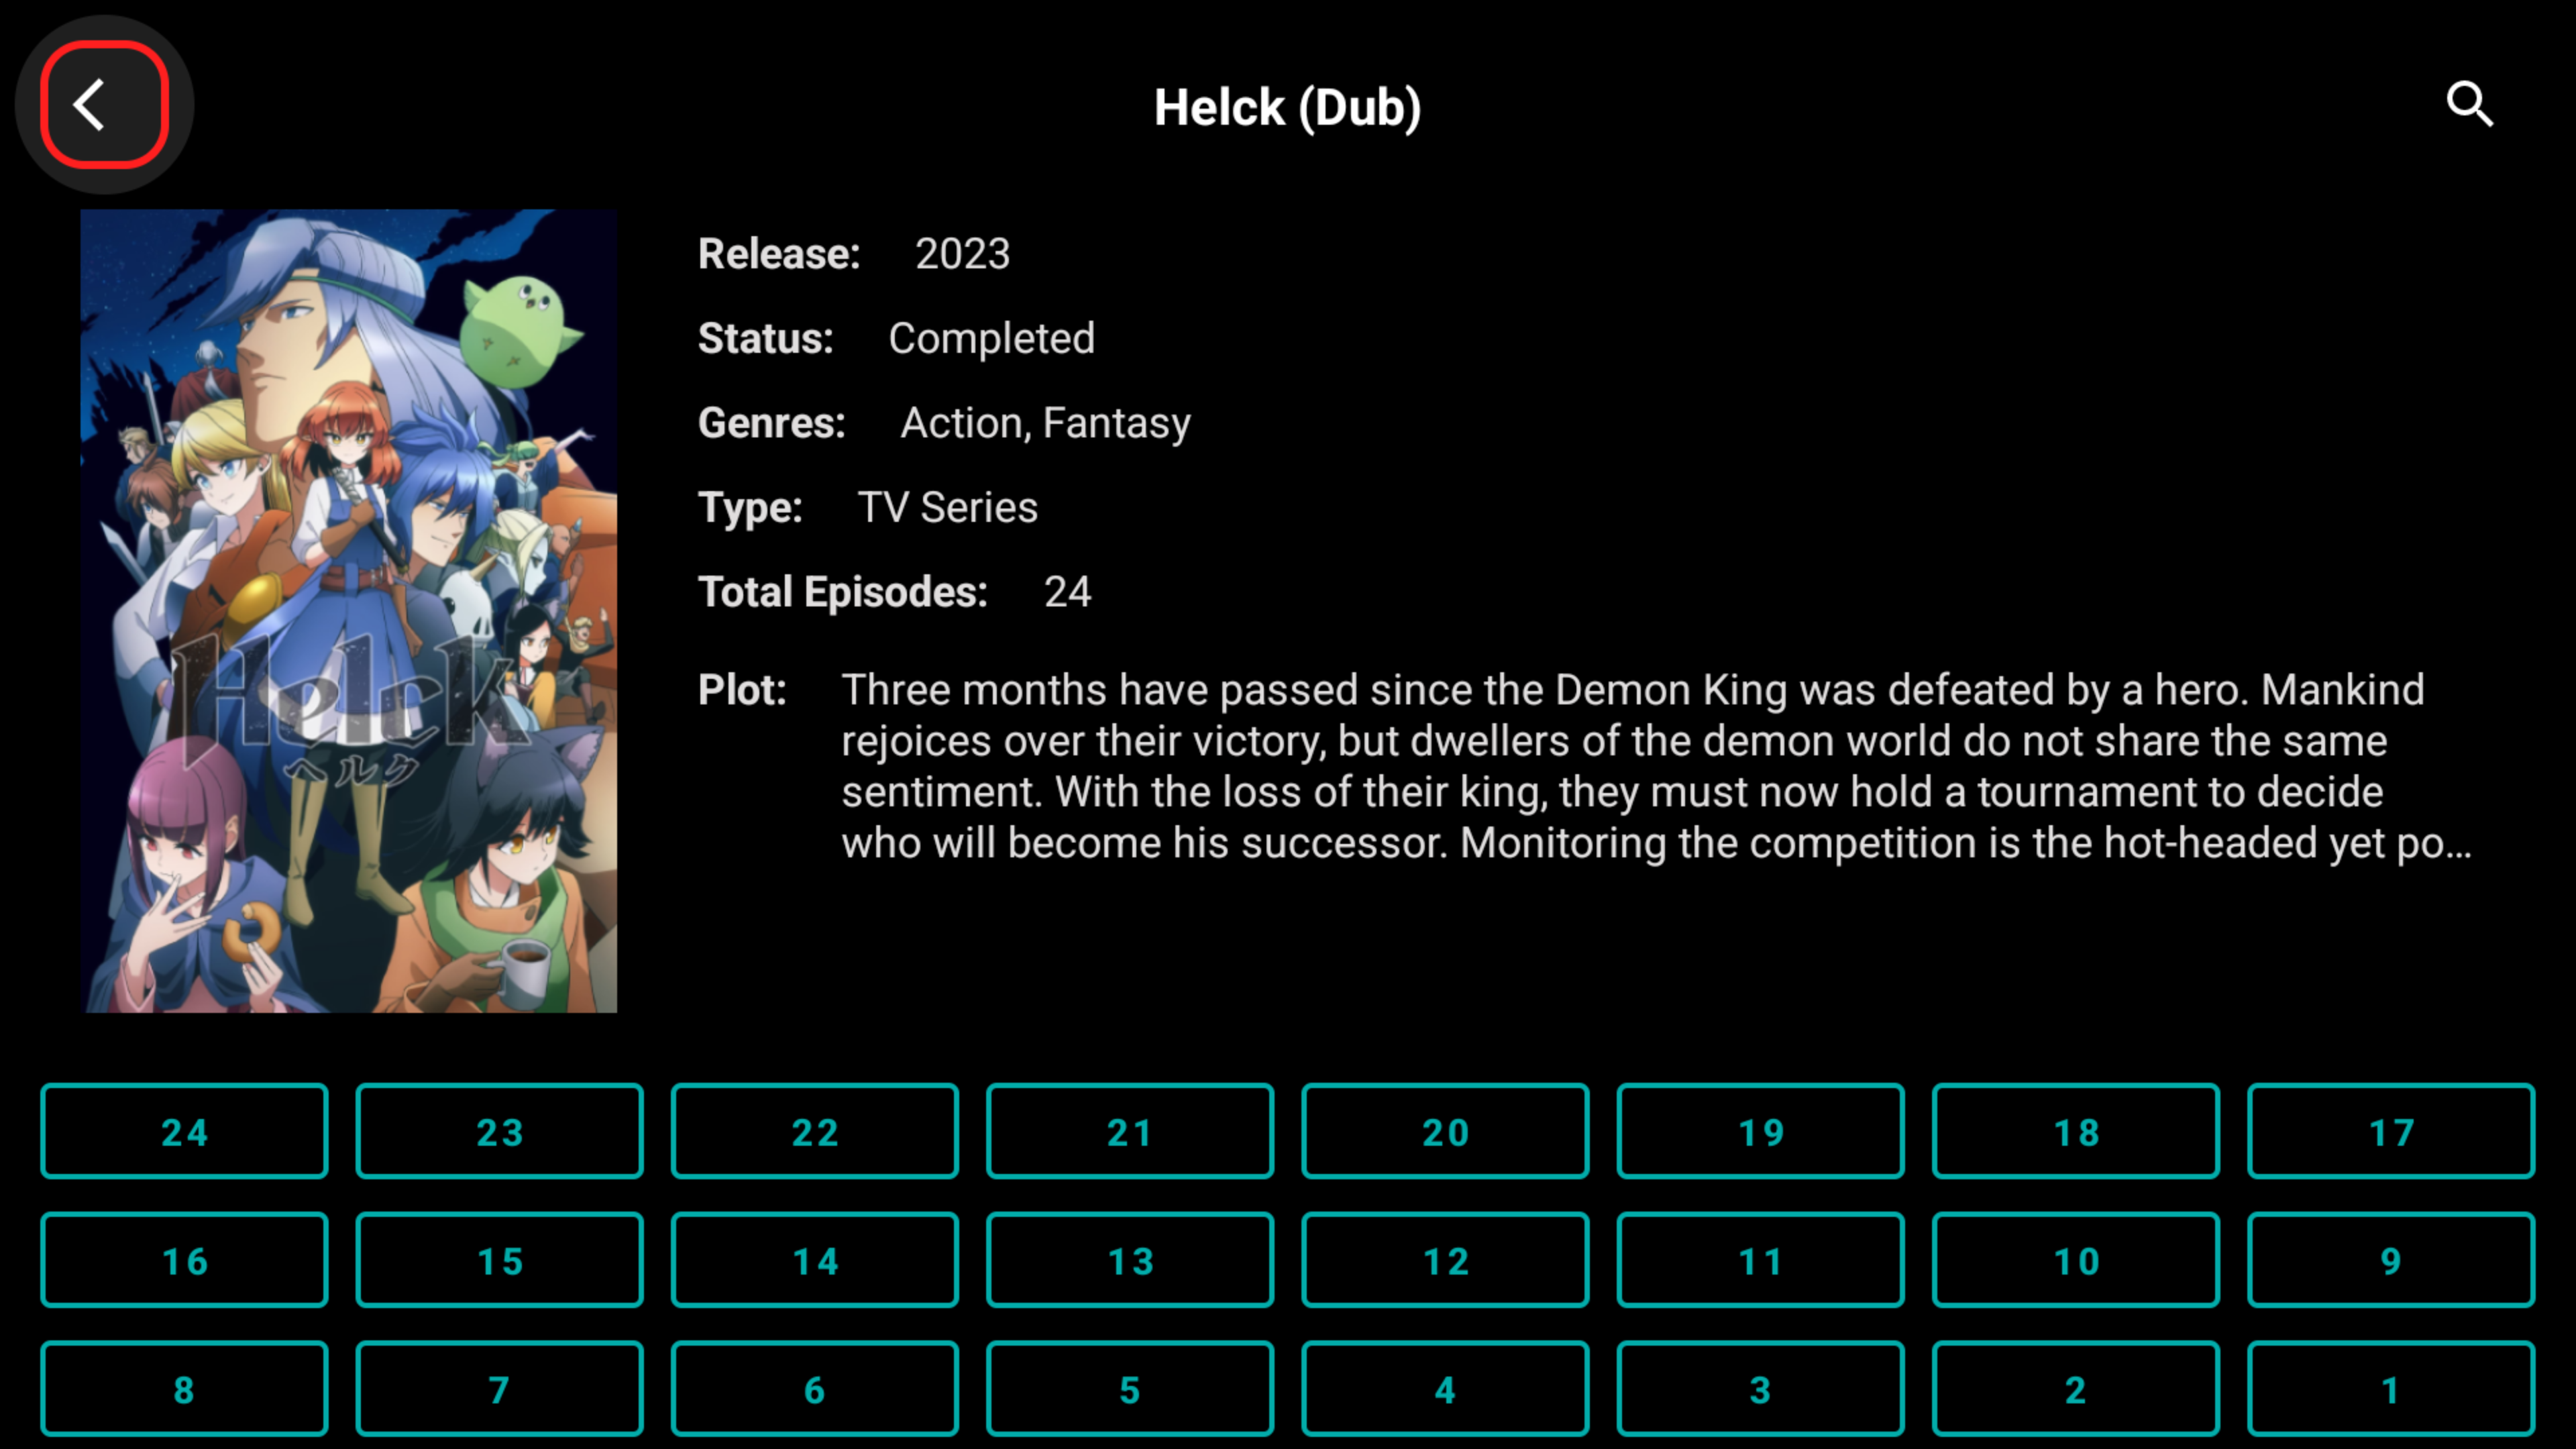 Helck (Dub)
Release: 2023
Status: Completed
Genres: Action, Fantasy
Type: TV Series
Total Episodes: 24
Plot: Three months have passed since the Demon King was defeated by a hero. Mankind
rejoices over their victory, but dwellers of the demon world do not share the same
sentiment. With the loss of their king, they must now hold a tournament to decide
who will become his successor. Monitoring the competition is the hot-headed yet po...
Helck
ヘルク
24 23 22 21 20 19 18 17
16 15 14 13 12 11 10 9
8 7 6 5 4 3 2 1